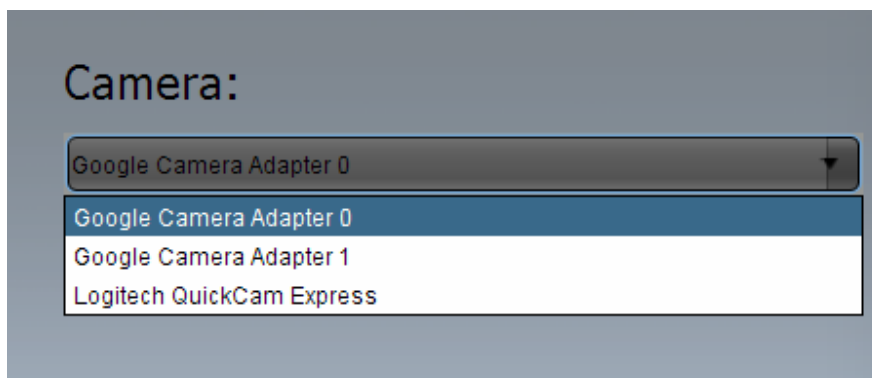 Camera:
Google Camera Adapter 0
Google Camera Adapter 0
Google Camera Adapter 1
Logitech QuickCam Express